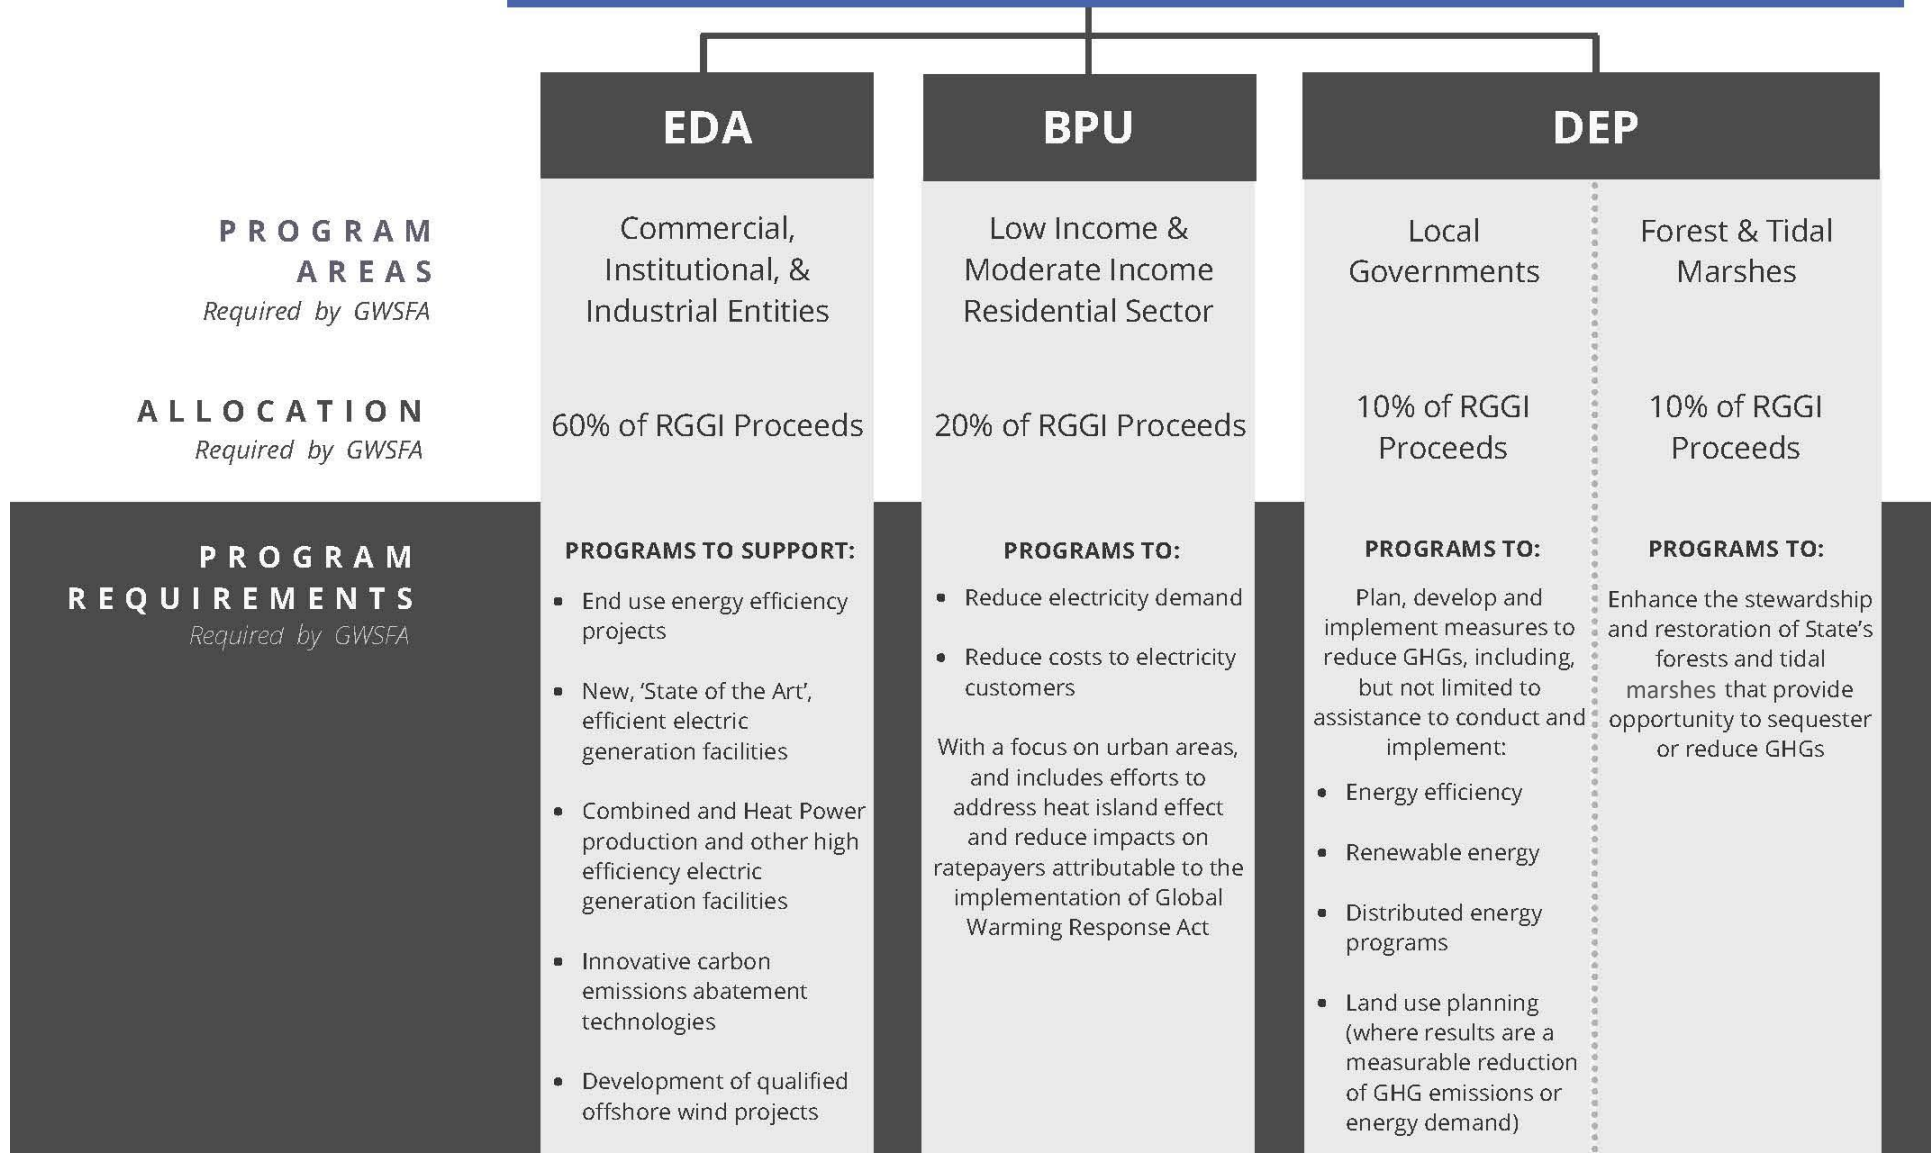 EDA
BPU
DEP
PROGRAM
AREAS
Required by GWSFA
Commercial,
Institutional, &
Industrial Entities
Low Income &
Moderate Income
Residential Sector
Local
Governments
Forest & Tidal
Marshes
ALLOCATION
Required by GWSFA
60% of RGGI Proceeds
20% of RGGI Proceeds
10% of RGGI
Proceeds
10% of RGGI
Proceeds
PROGRAM
REQUIREMENTS
Required by GWSFA
PROGRAMS TO SUPPORT:
• End use energy efficiency
projects
• New, ‘State of the Art’,
efficient electric
generation facilities
• Combined and Heat Power
production and other high
efficiency electric
generation facilities
• Innovative carbon
emissions abatement
technologies
• Development of qualified
offshore wind projects
PROGRAMS TO:
• Reduce electricity demand
• Reduce costs to electricity
customers
With a focus on urban areas,
and includes efforts to
address heat island effect
and reduce impacts on
ratepayers attributable to the
implementation of Global
Warming Response Act
PROGRAMS TO:
Plan, develop and
implement measures to
reduce GHGs, including,
but not limited to
assistance to conduct and
implement:
• Energy efficiency
• Renewable energy
• Distributed energy
programs
• Land use planning
(where results are a
measurable reduction
of GHG emissions or
energy demand)
PROGRAMS TO:
Enhance the stewardship
and restoration of State’s
forests and tidal
marshes that provide
opportunity to sequester
or reduce GHGs